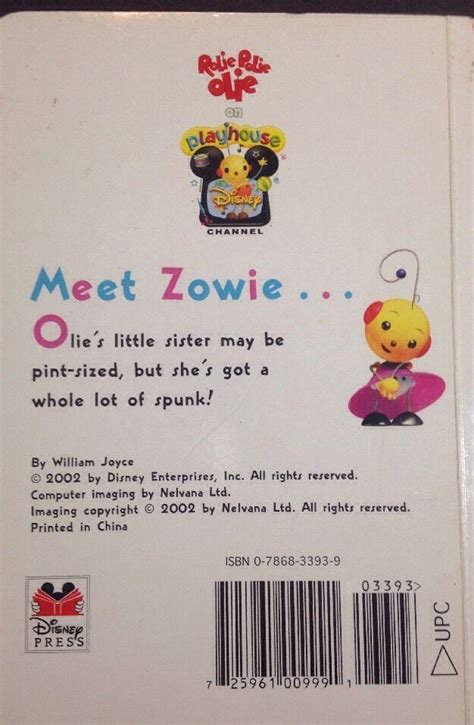 Rolie Polie
Olie
on
Playhouse
Disney
CHANNEL
Meet Zowie . . .
Olie's little sister may be
pint-sized, but she's got a
whole lot of spunk!
By William Joyce
© 2002 by Disney Enterprises, Inc. All rights reserved.
Computer imaging by Nelvana Ltd.
Imaging copyright © 2002 by Nelvana Ltd. All rights reserved.
Printed in China
ISBN 0-7868-3393-9
03393>
7 25961 00999 1
UPC
Disney
PRESS